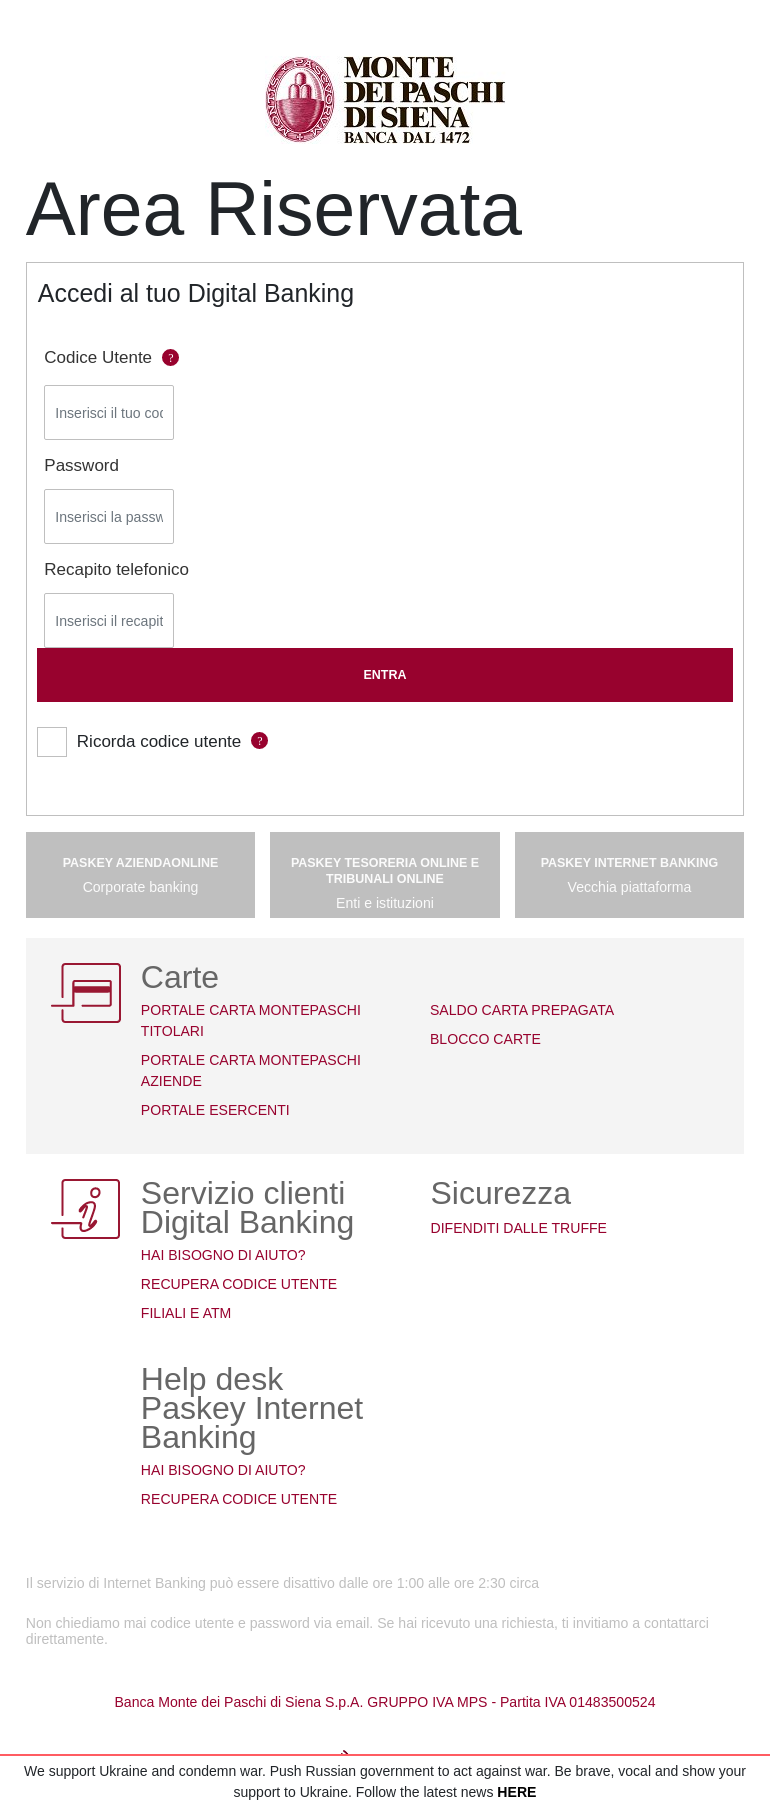 MONTE
DEI PASCHI
DI SIENA
BANCA DAL 1472
Area Riservata
Accedi al tuo Digital Banking
Codice Utente ?
Inserisci il tuo coc
Password
Inserisci la passw
Recapito telefonico
Inserisci il recapit
ENTRA
Ricorda codice utente ?
PASKEY AZIENDAONLINE
Corporate banking
PASKEY TESORERIA ONLINE E
TRIBUNALI ONLINE
Enti e istituzioni
PASKEY INTERNET BANKING
Vecchia piattaforma
Carte
PORTALE CARTA MONTEPASCHI
TITOLARI
PORTALE CARTA MONTEPASCHI
AZIENDE
PORTALE ESERCENTI
SALDO CARTA PREPAGATA
BLOCCO CARTE
Servizio clienti
Digital Banking
HAI BISOGNO DI AIUTO?
RECUPERA CODICE UTENTE
FILIALI E ATM
Sicurezza
DIFENDITI DALLE TRUFFE
Help desk
Paskey Internet
Banking
HAI BISOGNO DI AIUTO?
RECUPERA CODICE UTENTE
Il servizio di Internet Banking può essere disattivo dalle ore 1:00 alle ore 2:30 circa
Non chiediamo mai codice utente e password via email. Se hai ricevuto una richiesta, ti invitiamo a contattarci
direttamente.
Banca Monte dei Paschi di Siena S.p.A. GRUPPO IVA MPS - Partita IVA 01483500524
We support Ukraine and condemn war. Push Russian government to act against war. Be brave, vocal and show your
support to Ukraine. Follow the latest news HERE